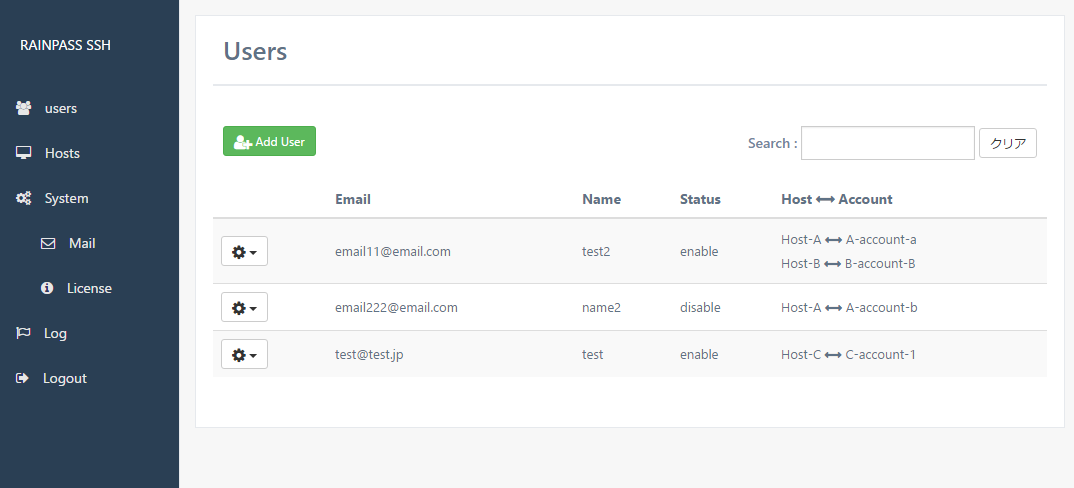 RAINPASS SSH
users
Hosts
System
Mail
License
Log
Logout
Users
Add User
Search :
クリア
Email Name Status Host ↔ Account
email11@email.com test2 enable Host-A ↔ A-account-a
Host-B ↔ B-account-B
email222@email.com name2 disable Host-A ↔ A-account-b
test@test.jp test enable Host-C ↔ C-account-1